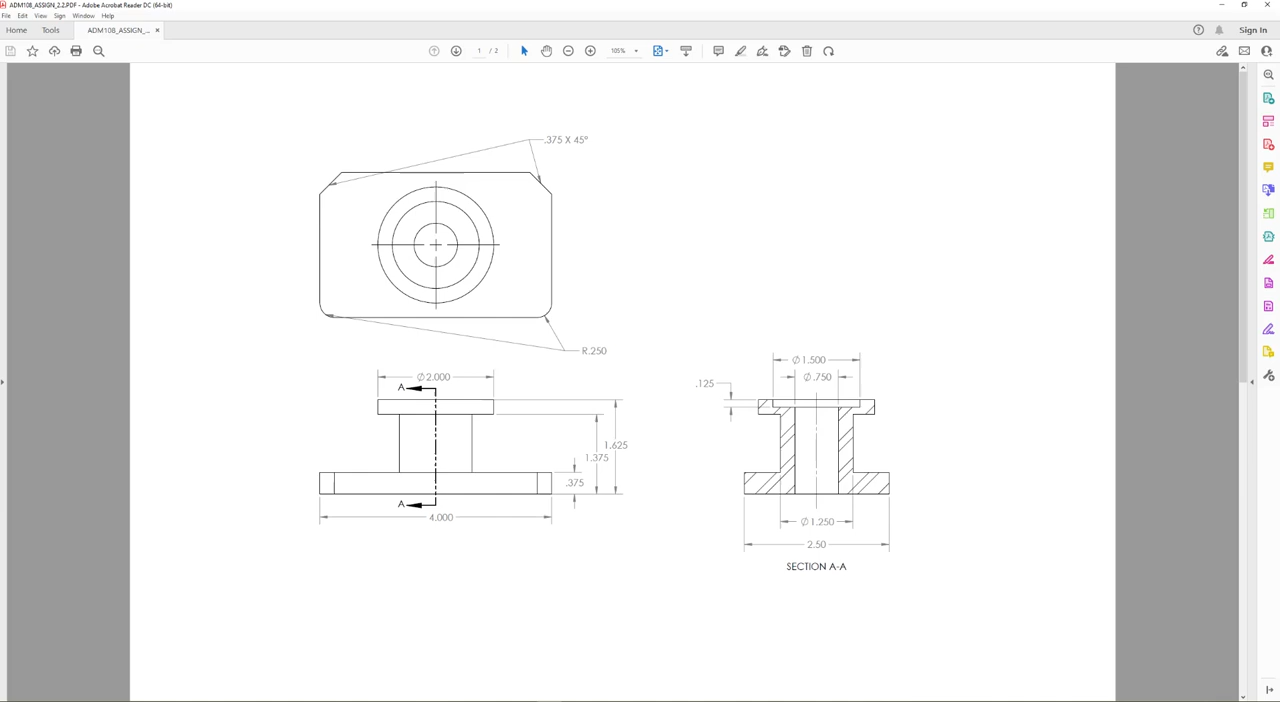 ADM108_ASSIGN_2.2.PDF - Adobe Acrobat Reader DC (64-bit)
File Edit View Sign Window Help
Home Tools ADM108_ASSIGN_... × Sign In
1 / 2 105%
.375 X 45°
R.250
Ø2.000
A
A
1.625
1.375
.375
4.000
Ø1.500
Ø.750
.125
Ø1.250
2.50
SECTION A-A